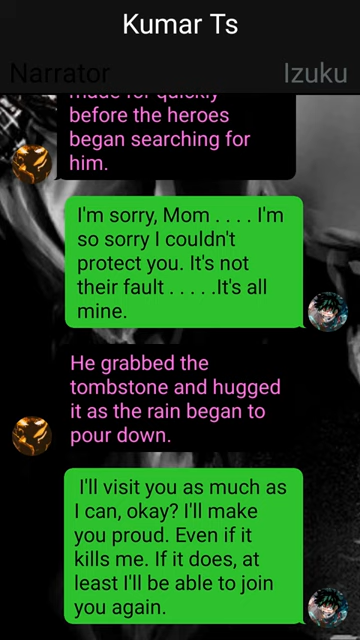 Kumar Ts
Narrator
Izuku
made for quickly
before the heroes
began searching for
him.
I'm sorry, Mom . . . . I'm
so sorry I couldn't
protect you. It's not
their fault . . . . .It's all
mine.
He grabbed the
tombstone and hugged
it as the rain began to
pour down.
I'll visit you as much as
I can, okay? I'll make
you proud. Even if it
kills me. If it does, at
least I'll be able to join
you again.